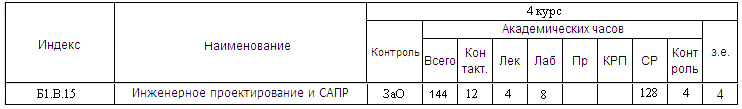 4 курс
Академических часов
Индекс Наименование Контроль Всего Кон такт. Лек Лаб Пр КРП СР Конт роль з.е.
Б1.В.15 Инженерное проектирование и САПР ЗаО 144 12 4 8 128 4 4